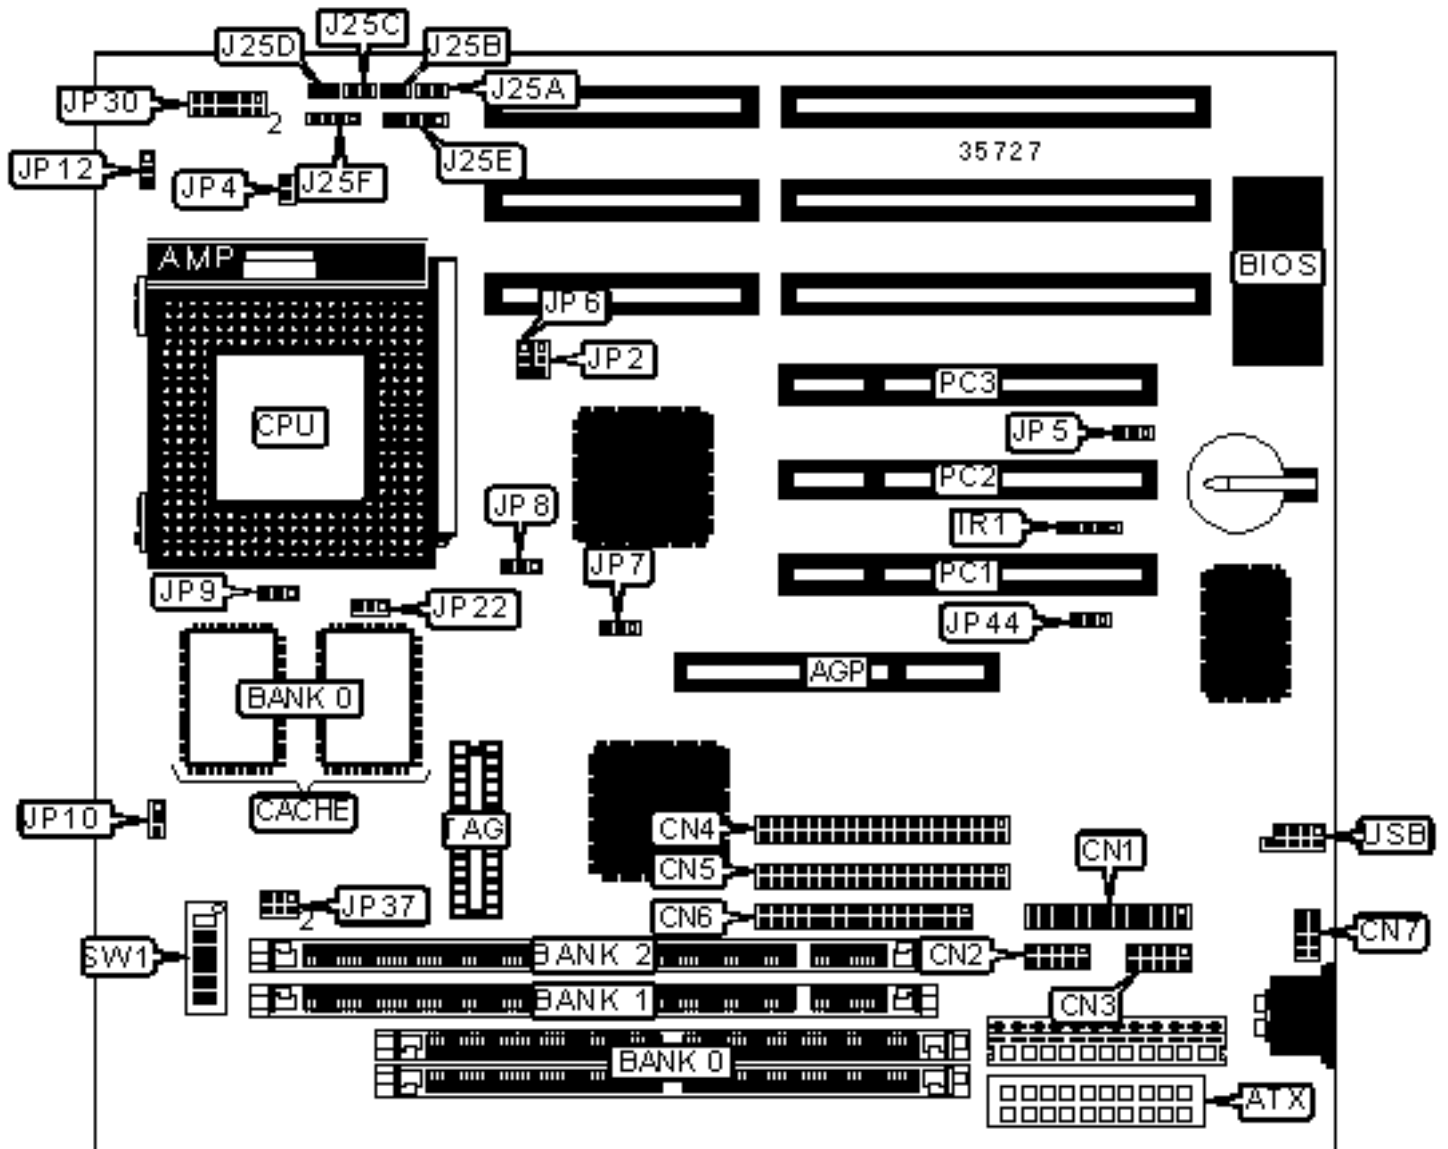 J25C
J25D
J25B
J25A
JP30
2
35727
JP12
JP4
J25F
J25E
AMP
BIOS
JP6
JP2
PC3
CPU
JP5
PC2
JP8
IR1
JP7
PC1
JP9
JP22
JP44
AGP
BANK 0
CACHE
JP10
TAG
CN4
JSB
CN1
CN5
JP37
2
CN6
CN7
SW1
BANK 2
CN2
BANK 1
CN3
BANK 0
ATX